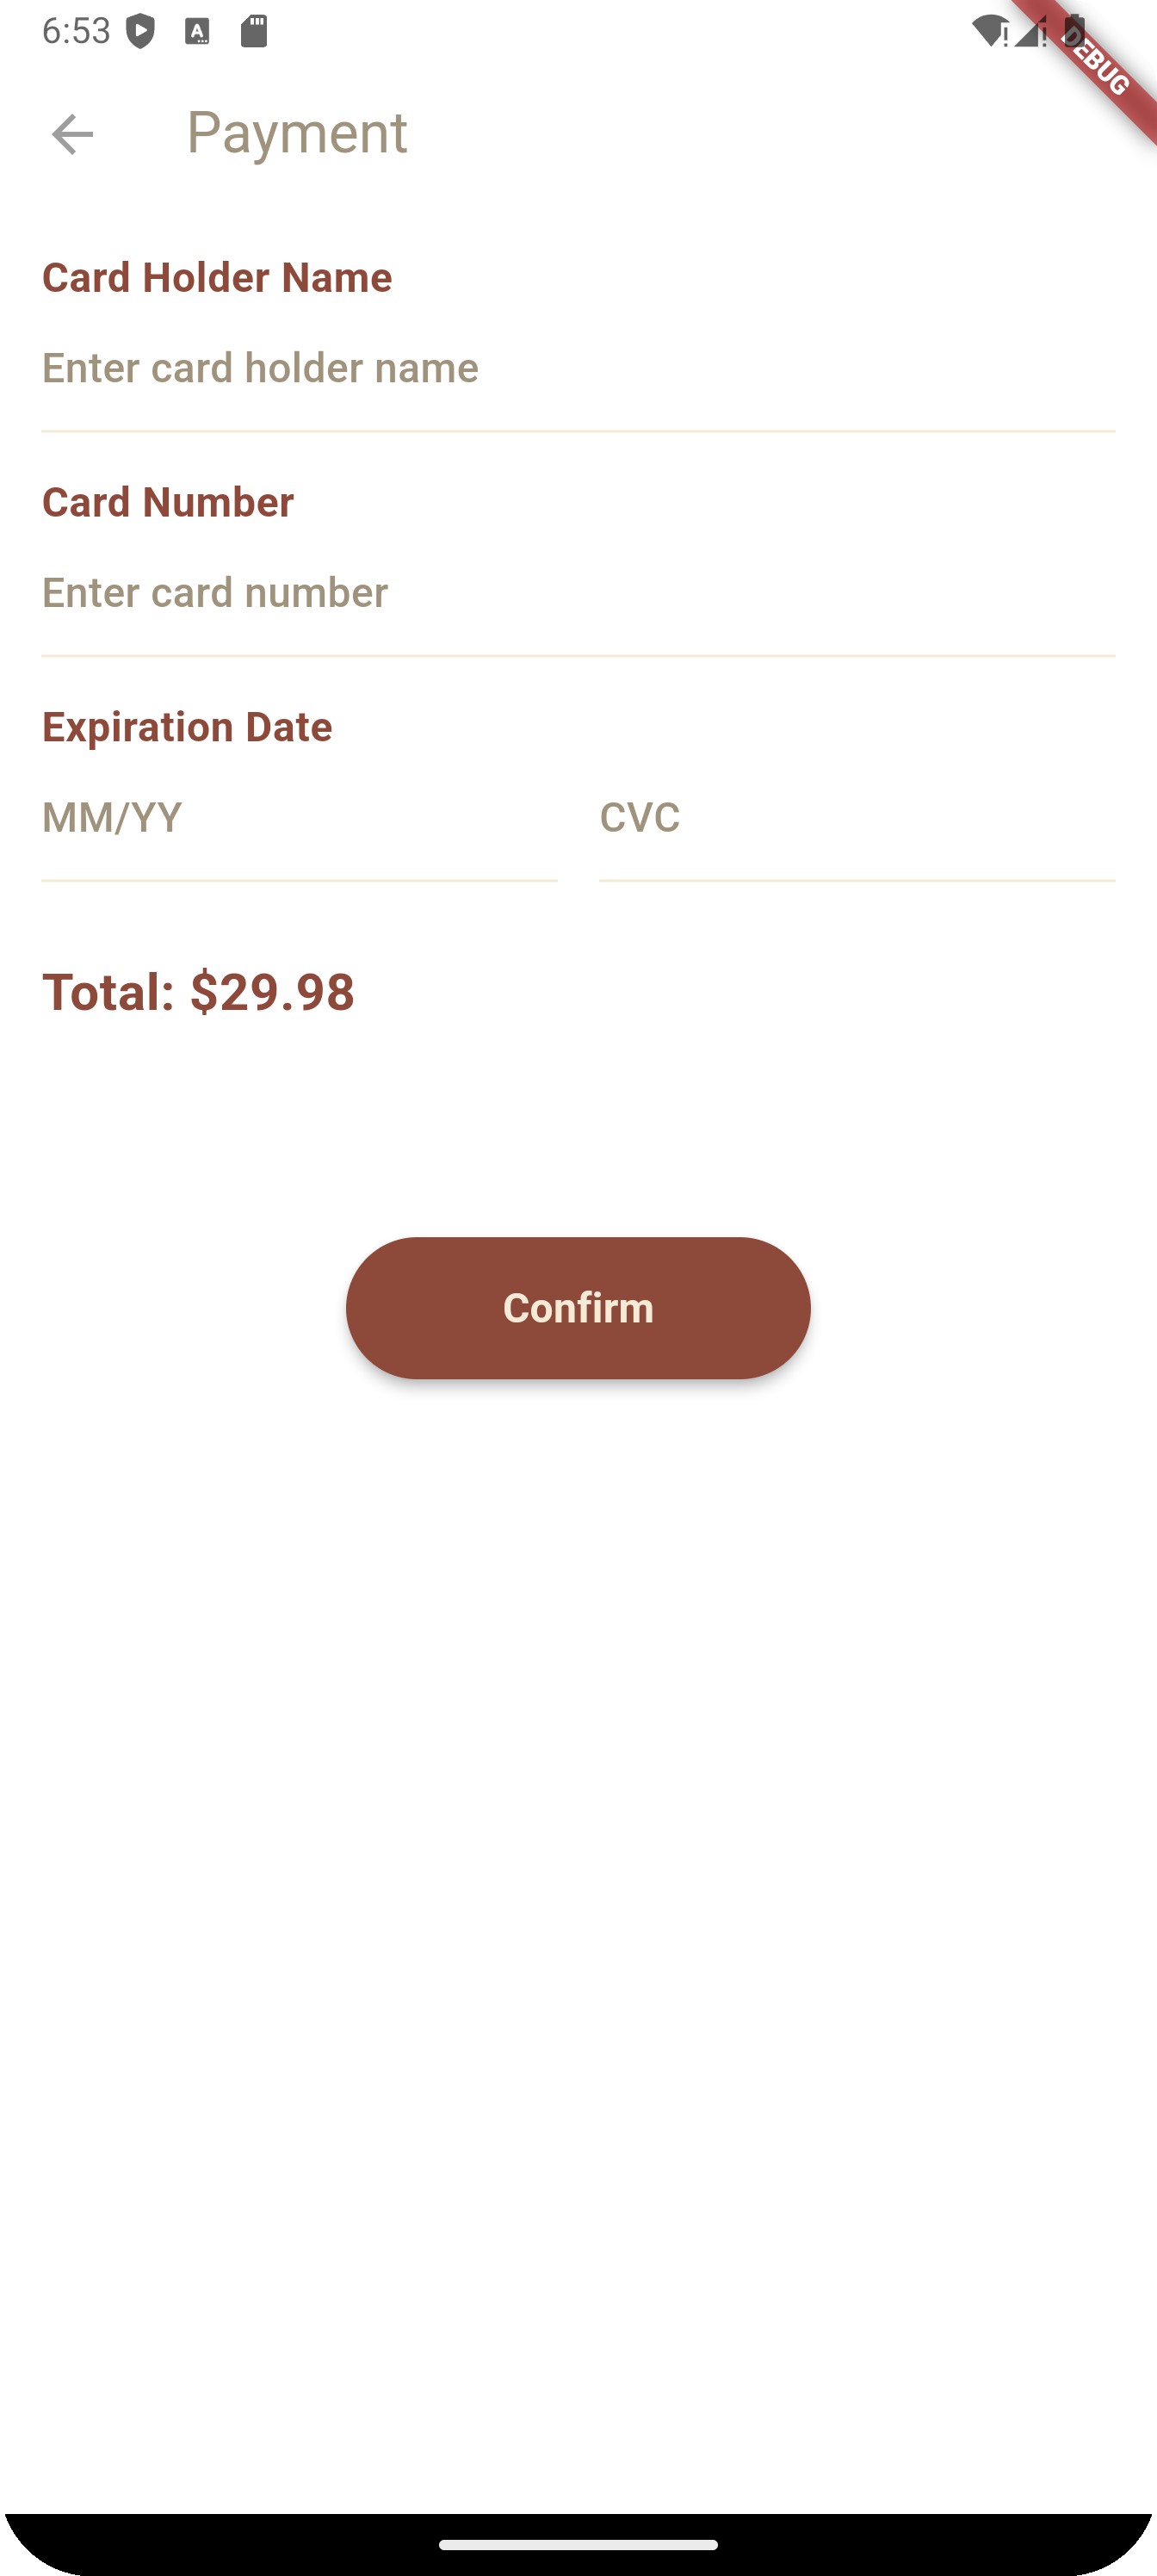 6:53
DEBUG
Payment
Card Holder Name
Enter card holder name
Card Number
Enter card number
Expiration Date
MM/YY CVC
Total: $29.98
Confirm